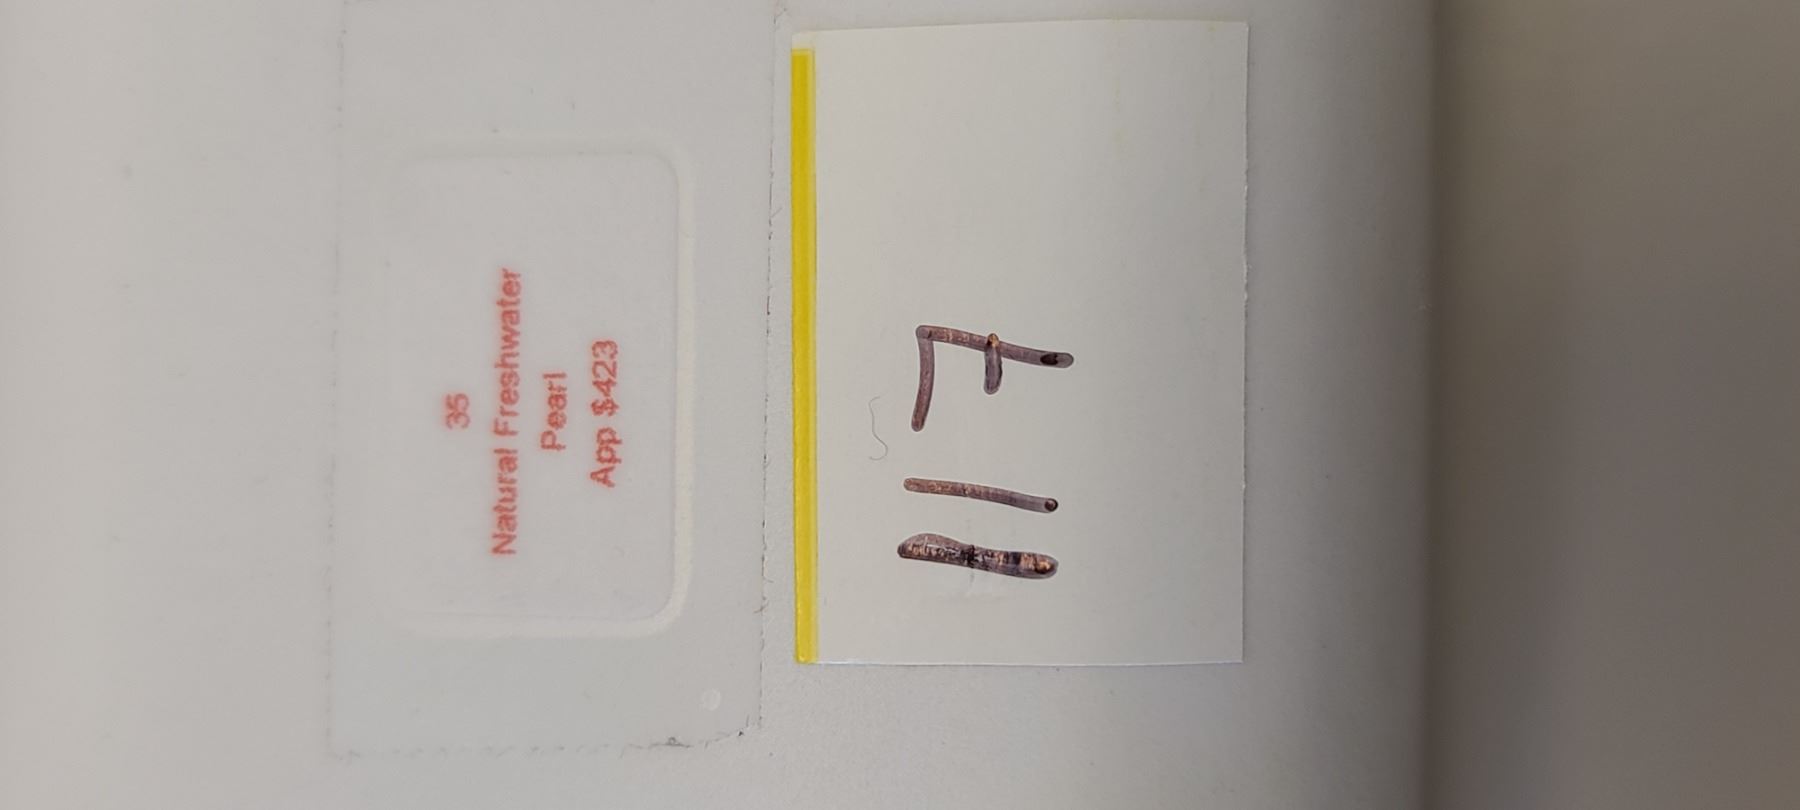 35
Natural Freshwater
Pearl
App $423
117